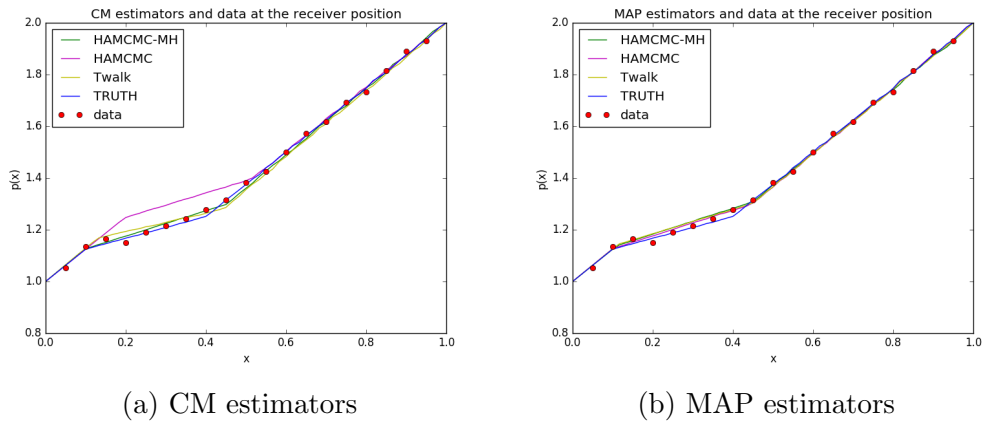 CM estimators and data at the receiver position
2.0
1.8
1.6
1.4
1.2
1.0
0.8
p(x)
HAMCMC-MH
HAMCMC
Twalk
TRUTH
data
0.0 0.2 0.4 0.6 0.8 1.0
x
(a) CM estimators
MAP estimators and data at the receiver position
2.0
1.8
1.6
1.4
1.2
1.0
0.8
p(x)
HAMCMC-MH
HAMCMC
Twalk
TRUTH
data
0.0 0.2 0.4 0.6 0.8 1.0
x
(b) MAP estimators